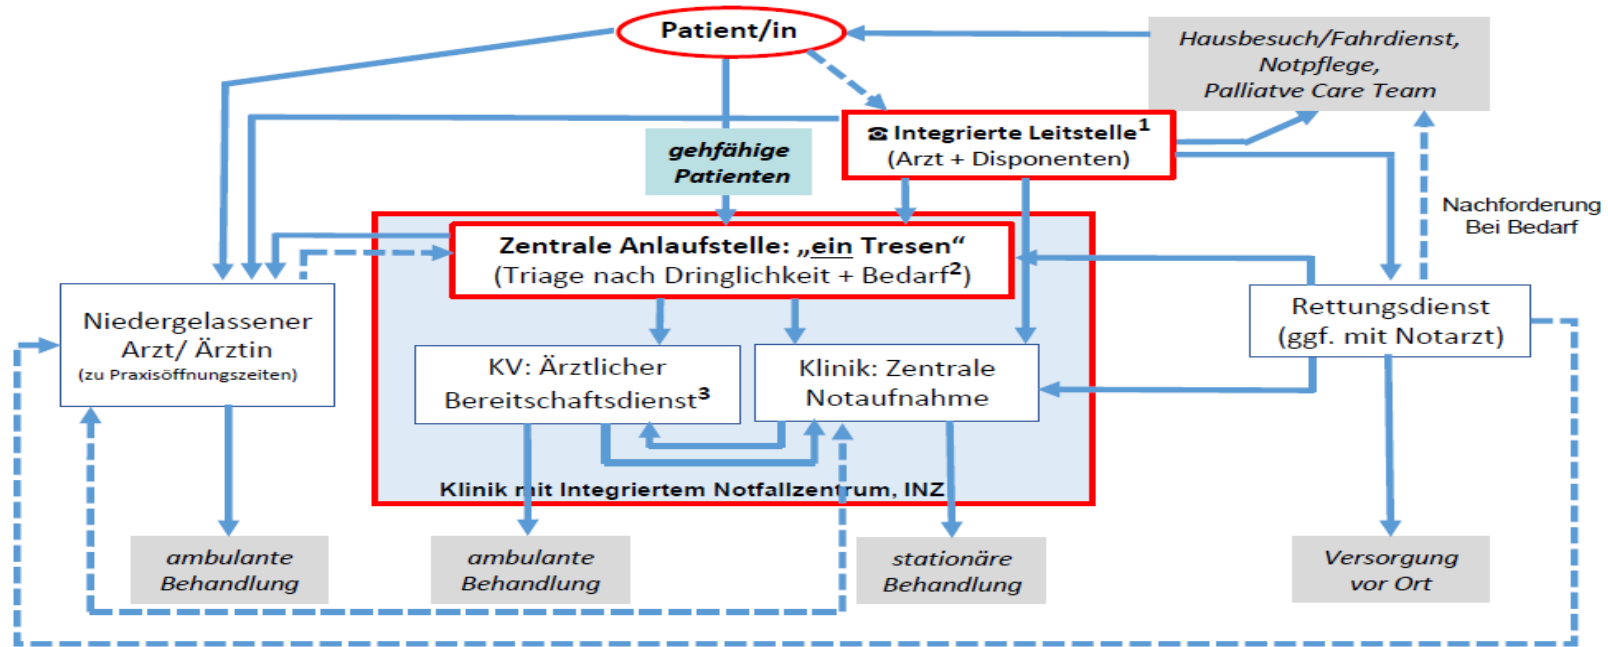 Patient/in
Hausbesuch/Fahrdienst,
Notpflege,
Palliatve Care Team
☎ Integrierte Leitstelle¹
(Arzt + Disponenten)
gehfähige
Patienten
Nachforderung
Bei Bedarf
Zentrale Anlaufstelle: „ein Tresen“
(Triage nach Dringlichkeit + Bedarf²)
Niedergelassener
Arzt/ Ärztin
(zu Praxisöffnungszeiten)
Rettungsdienst
(ggf. mit Notarzt)
KV: Ärztlicher
Bereitschaftsdienst³
Klinik: Zentrale
Notaufnahme
Klinik mit Integriertem Notfallzentrum, INZ
ambulante
Behandlung
ambulante
Behandlung
stationäre
Behandlung
Versorgung
vor Ort